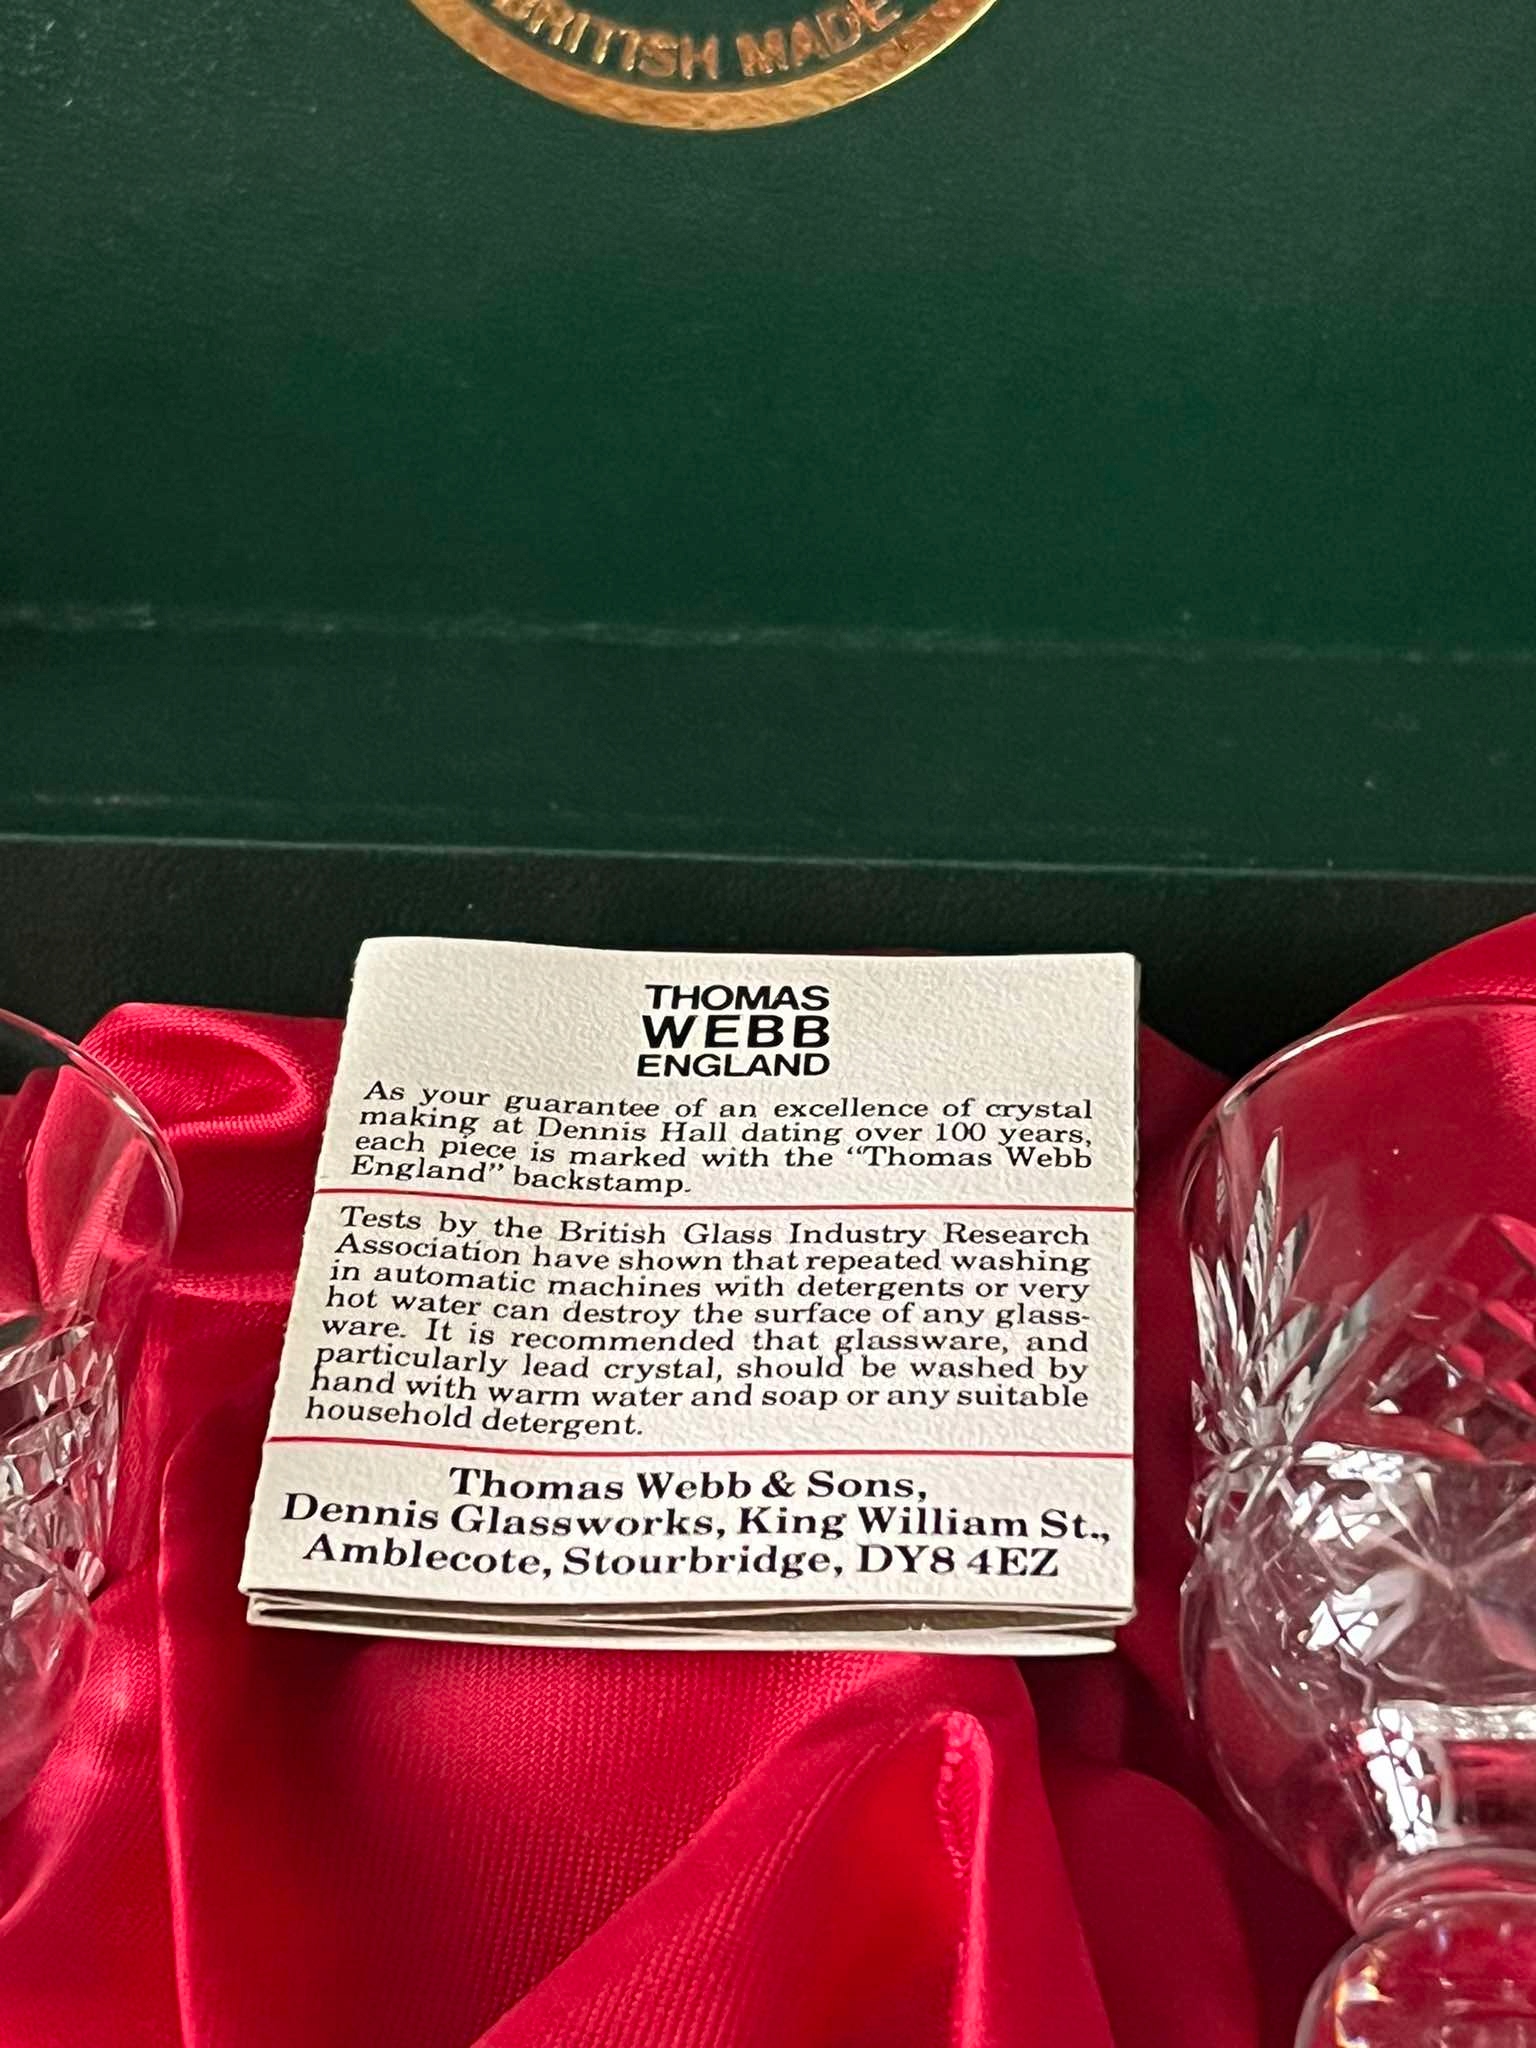 BRITISH MADE
THOMAS
WEBB
ENGLAND
As your guarantee of an excellence of crystal
making at Dennis Hall dating over 100 years,
each piece is marked with the “Thomas Webb
England” backstamp.
Tests by the British Glass Industry Research
Association have shown that repeated washing
in automatic machines with detergents or very
hot water can destroy the surface of any glass-
ware. It is recommended that glassware, and
particularly lead crystal, should be washed by
hand with warm water and soap or any suitable
household detergent.
Thomas Webb & Sons,
Dennis Glassworks, King William St.,
Amblecote, Stourbridge, DY8 4EZ